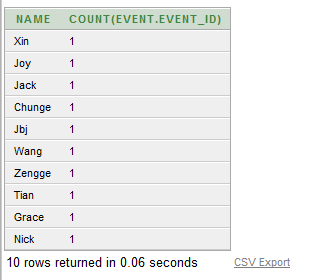 NAME COUNT(EVENT.EVENT_ID)
Xin 1
Joy 1
Jack 1
Chunge 1
Jbj 1
Wang 1
Zengge 1
Tian 1
Grace 1
Nick 1
10 rows returned in 0.06 seconds CSV Export